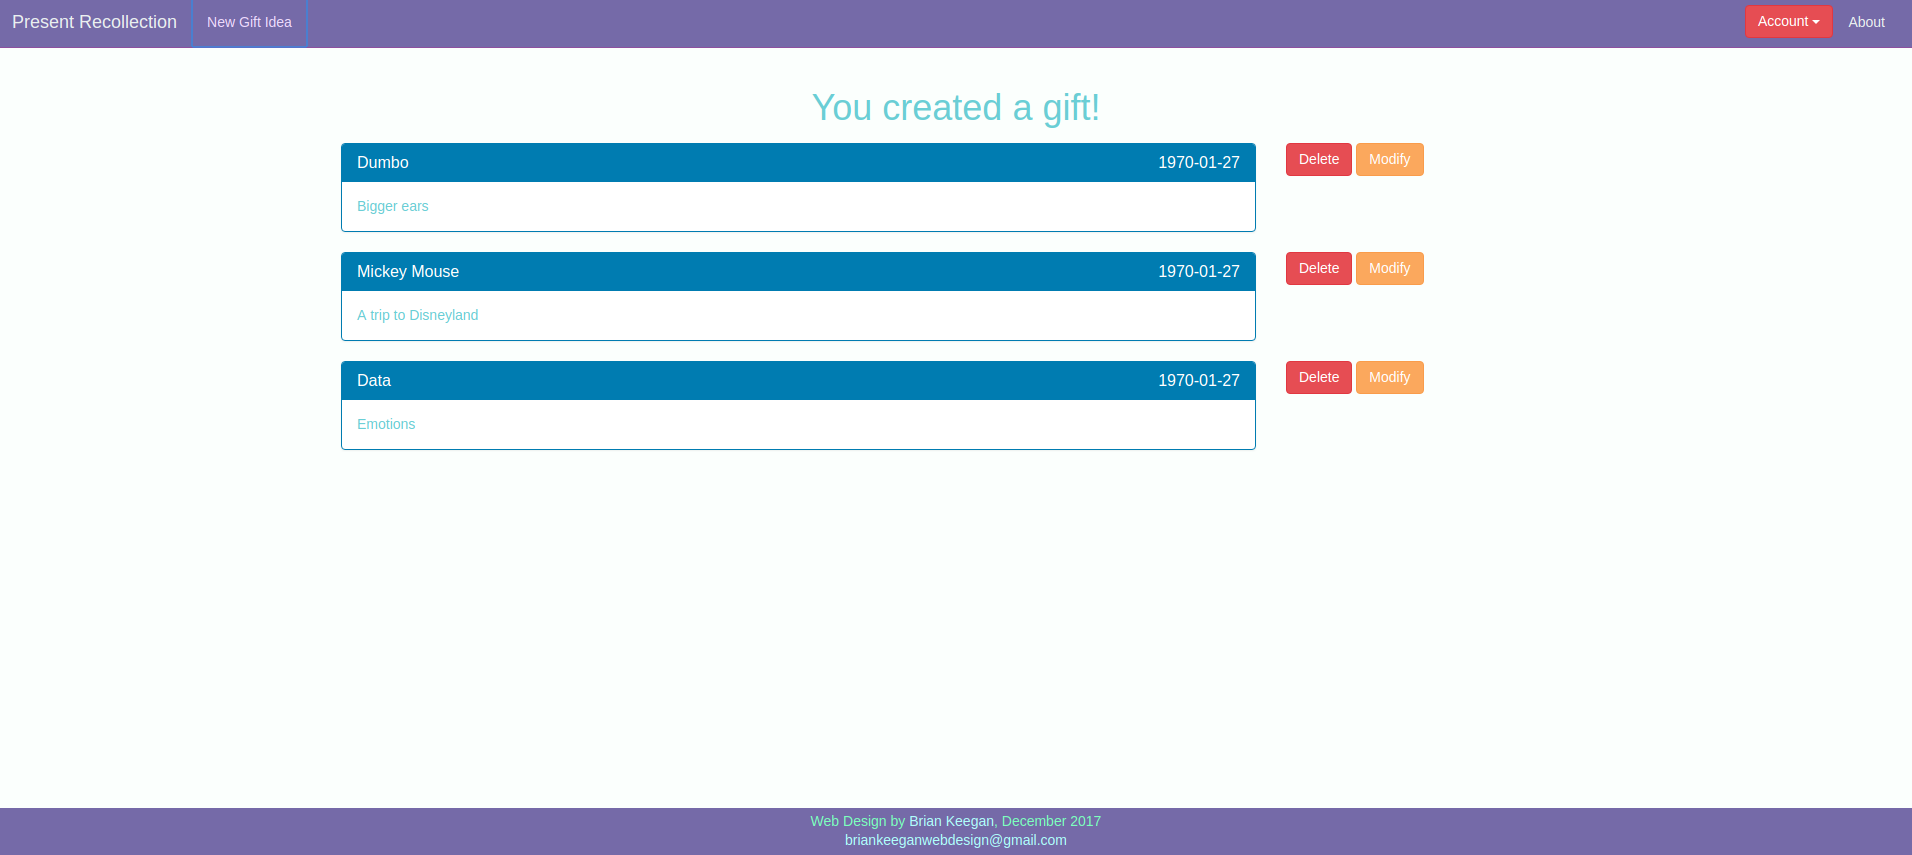 Present Recollection New Gift Idea Account About
You created a gift!
Dumbo 1970-01-27 Delete Modify
Bigger ears
Mickey Mouse 1970-01-27 Delete Modify
A trip to Disneyland
Data 1970-01-27 Delete Modify
Emotions
Web Design by Brian Keegan, December 2017
briankeeganwebdesign@gmail.com